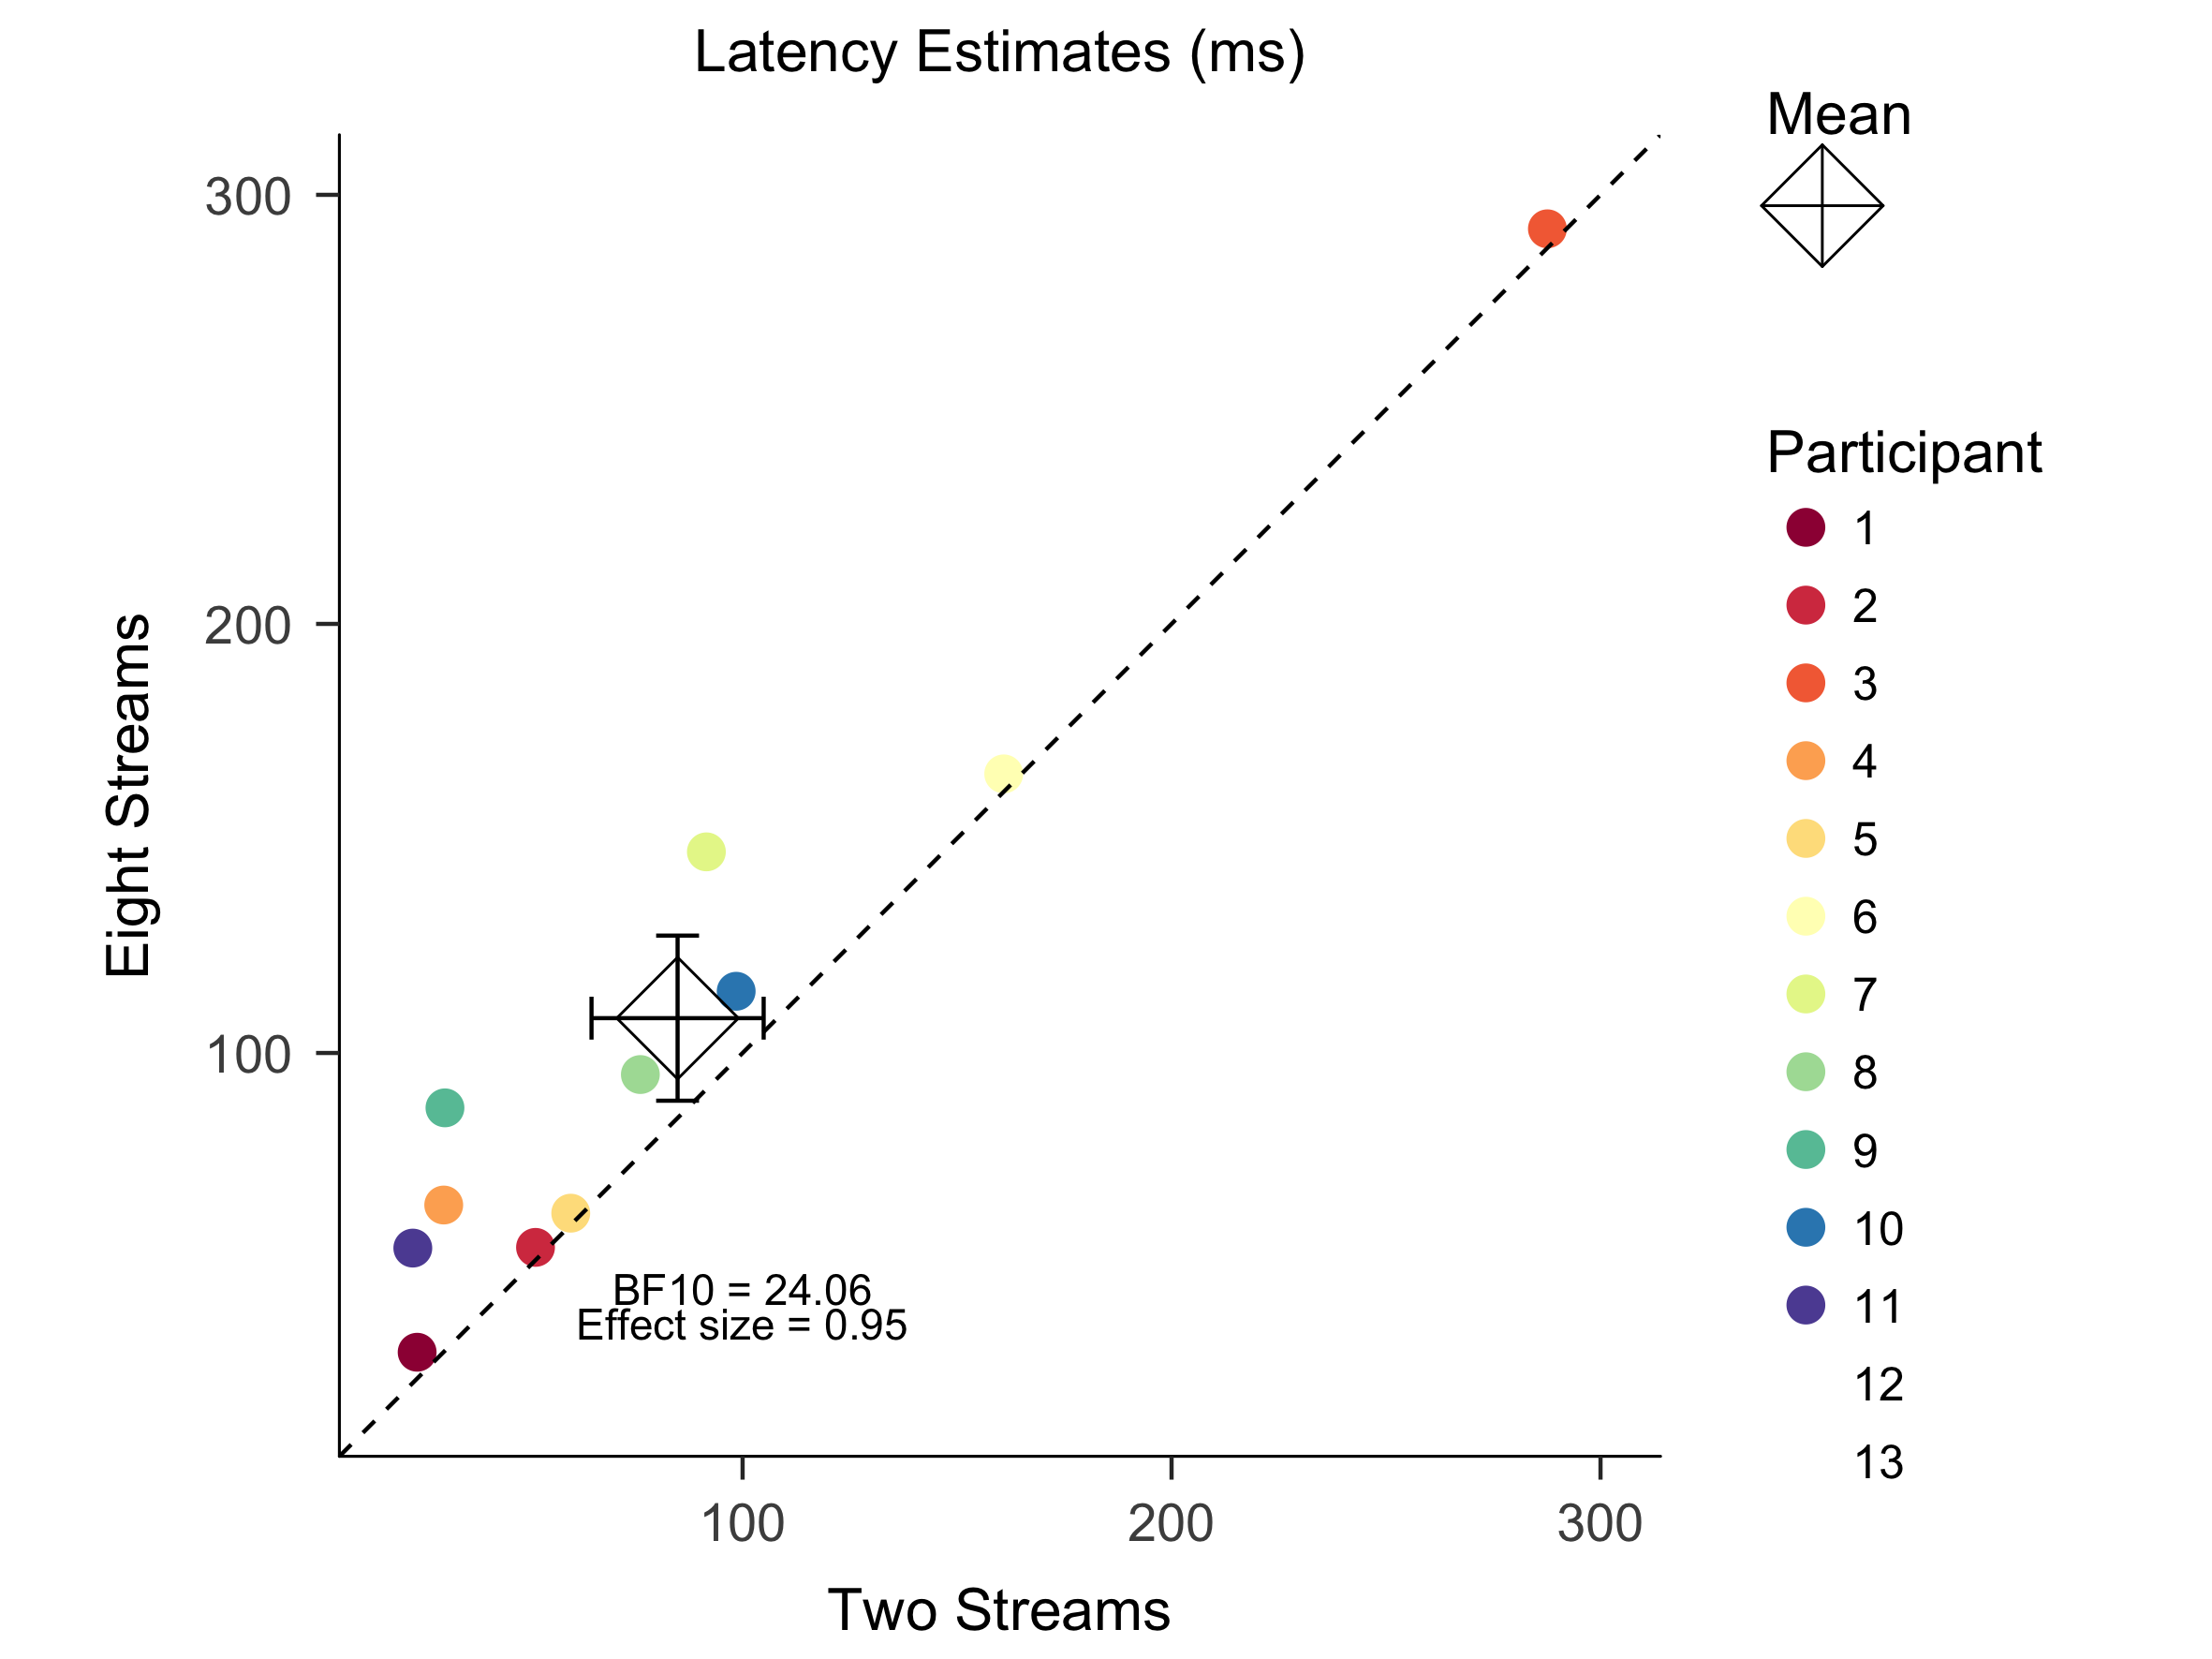 Latency Estimates (ms)
Mean
300
200
100
Eight Streams
BF10 = 24.06
Effect size = 0.95
100
200
300
Two Streams
Participant
1
2
3
4
5
6
7
8
9
10
11
12
13